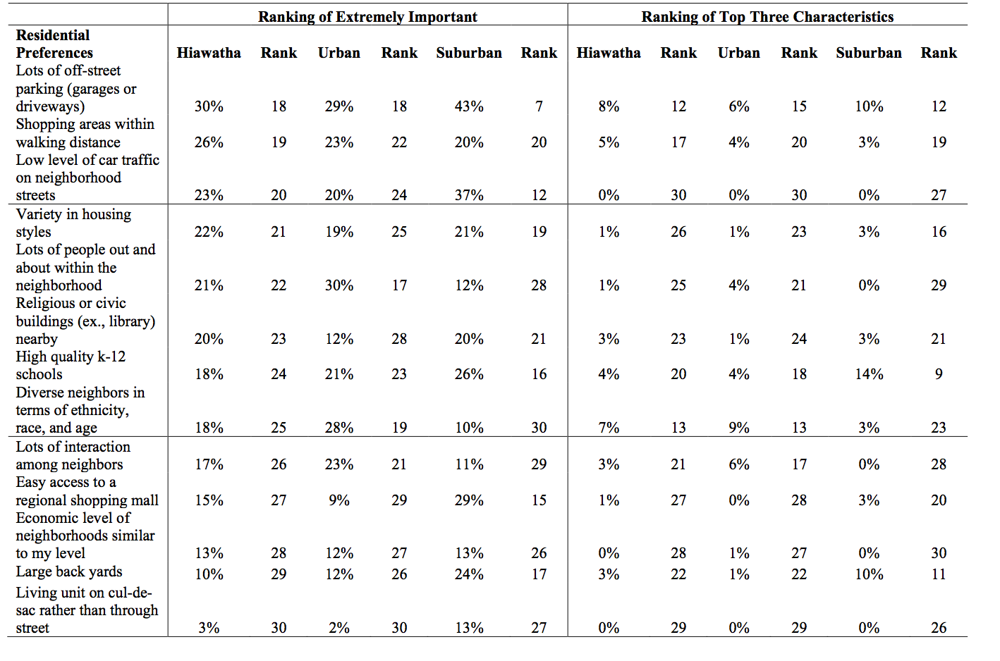 Ranking of Extremely Important Ranking of Top Three Characteristics
Residential
Preferences Hiawatha Rank Urban Rank Suburban Rank Hiawatha Rank Urban Rank Suburban Rank
Lots of off-street
parking (garages or
driveways) 30% 18 29% 18 43% 7 8% 12 6% 15 10% 12
Shopping areas within
walking distance 26% 19 23% 22 20% 20 5% 17 4% 20 3% 19
Low level of car traffic
on neighborhood
streets 23% 20 20% 24 37% 12 0% 30 0% 30 0% 27
Variety in housing
styles 22% 21 19% 25 21% 19 1% 26 1% 23 3% 16
Lots of people out and
about within the
neighborhood 21% 22 30% 17 12% 28 1% 25 4% 21 0% 29
Religious or civic
buildings (ex., library)
nearby 20% 23 12% 28 20% 21 3% 23 1% 24 3% 21
High quality k-12
schools 18% 24 21% 23 26% 16 4% 20 4% 18 14% 9
Diverse neighbors in
terms of ethnicity,
race, and age 18% 25 28% 19 10% 30 7% 13 9% 13 3% 23
Lots of interaction
among neighbors 17% 26 23% 21 11% 29 3% 21 6% 17 0% 28
Easy access to a
regional shopping mall 15% 27 9% 29 29% 15 1% 27 0% 28 3% 20
Economic level of
neighborhoods similar
to my level 13% 28 12% 27 13% 26 0% 28 1% 27 0% 30
Large back yards 10% 29 12% 26 24% 17 3% 22 1% 22 10% 11
Living unit on cul-de-
sac rather than through
street 3% 30 2% 30 13% 27 0% 29 0% 29 0% 26